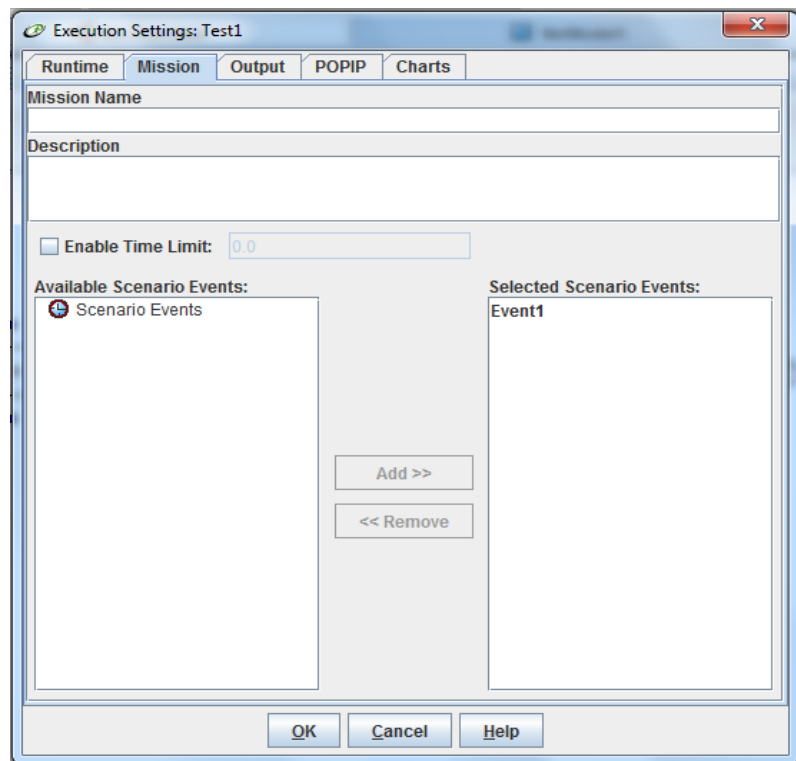 Execution Settings: Test1
Runtime Mission Output POPIP Charts
Mission Name
Description
Enable Time Limit: 0.0
Available Scenario Events: Selected Scenario Events:
Scenario Events Event1
Add >>
<< Remove
OK Cancel Help